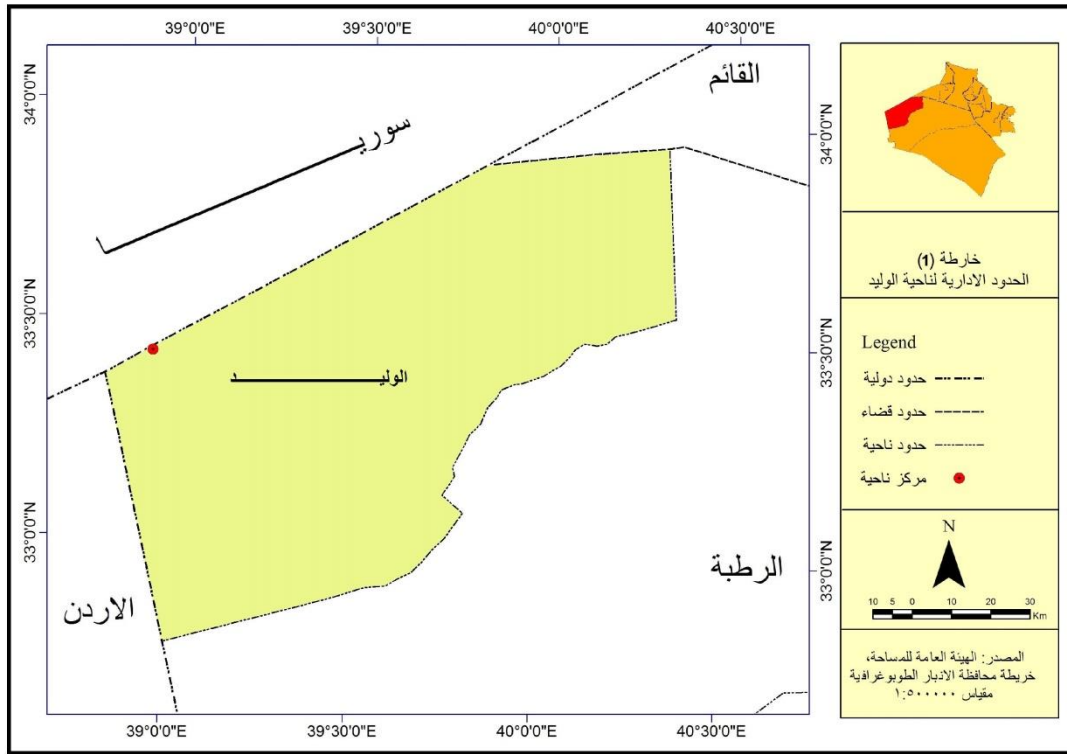 39°0'0"E
39°30'0"E
40°0'0"E
40°30'0"E
34°0'0"N
33°30'0"N
33°0'0"N
القائم
سوريـــا
الوليـــد
الرطبة
الاردن
34°0'0"N
33°30'0"N
33°0'0"N
39°0'0"E
39°30'0"E
40°0'0"E
40°30'0"E
خارطة (1)
الحدود الادارية لناحية الوليد
Legend
حدود دولية
حدود قضاء
حدود ناحية
مركز ناحية
N
10 5 0 10 20 30
Km
المصدر: الهيئة العامة للمساحة،
خريطة محافظة الانبار الطوبوغرافية
مقياس ١:٥٠٠٠٠٠